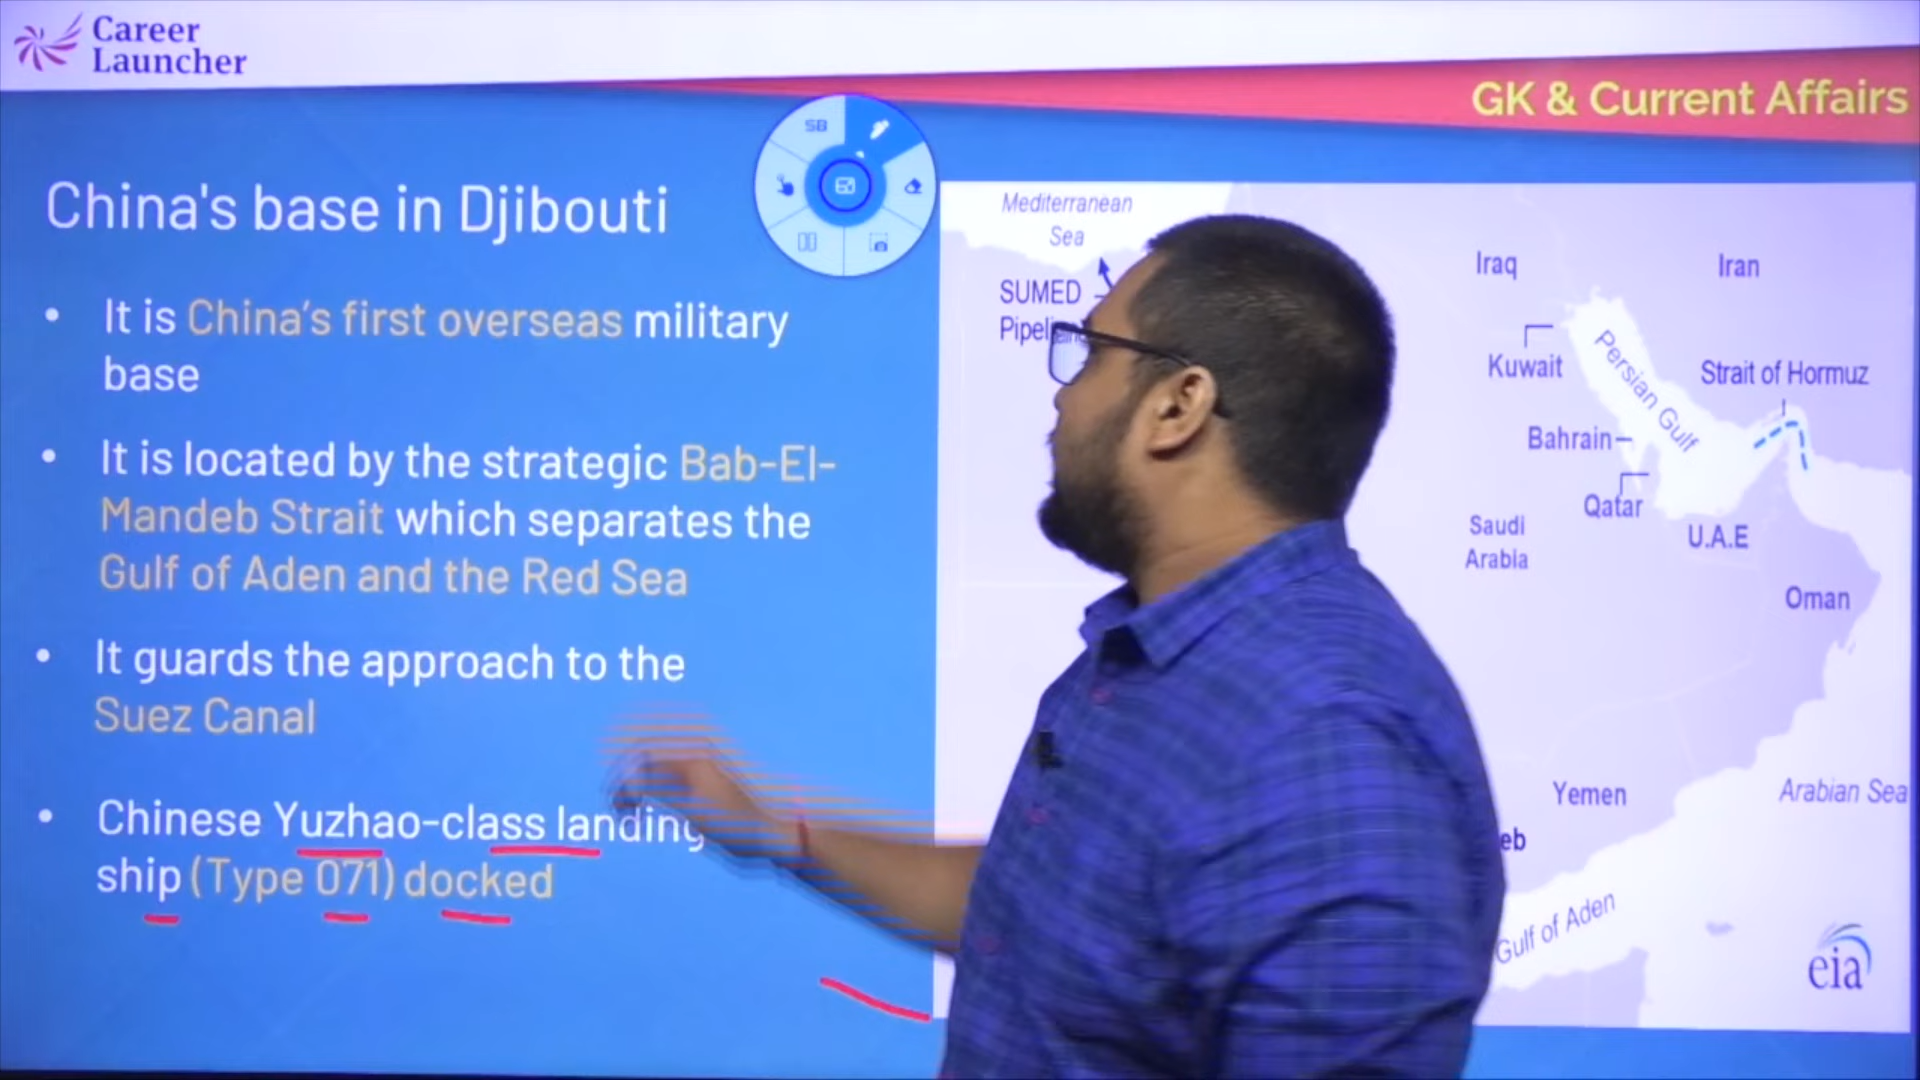 Career
Launcher
GK & Current Affairs
SB
China's base in Djibouti
• It is China's first overseas military
base
• It is located by the strategic Bab-El-
Mandeb Strait which separates the
Gulf of Aden and the Red Sea
• It guards the approach to the
Suez Canal
• Chinese Yuzhao-class landing
ship (Type 071) docked
Mediterranean
Sea
SUMED
Iraq
Iran
Kuwait
Persian Gulf
Strait of Hormuz
Bahrain
Qatar
Saudi
Arabia
U.A.E
Oman
Yemen
Arabian Sea
eb
Gulf of Aden
eia